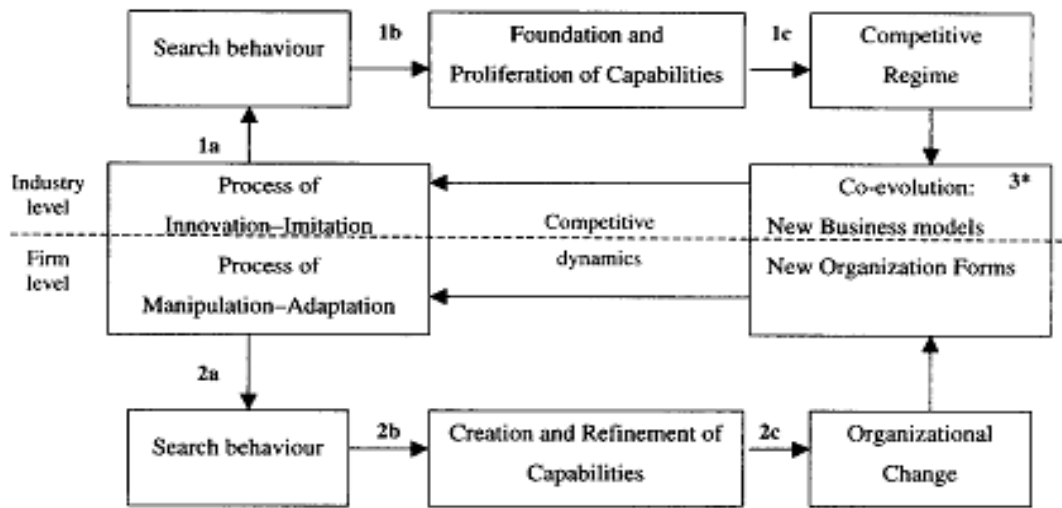 Search behaviour
1b
Foundation and
Proliferation of Capabilities
1c
Competitive
Regime
1a
Industry
level
Process of
Innovation–Imitation
Competitive
dynamics
Co-evolution:
3*
New Business models
New Organization Forms
Firm
level
Process of
Manipulation–Adaptation
2a
Search behaviour
2b
Creation and Refinement of
Capabilities
2c
Organizational
Change